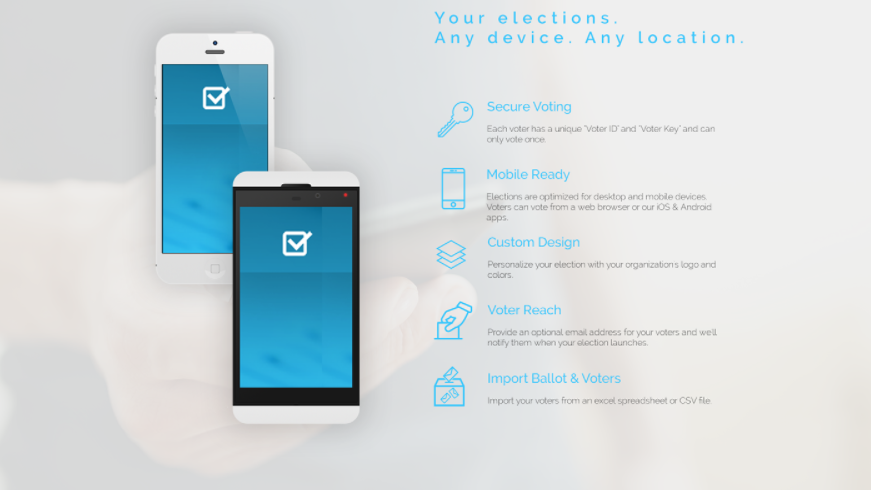 Your elections.
Any device. Any location.
Secure Voting
Each voter has a unique "Voter ID" and "Voter Key" and can
only vote once.
Mobile Ready
Elections are optimized for desktop and mobile devices.
Voters can vote from a web browser or our iOS & Android
apps.
Custom Design
Personalize your election with your organization's logo and
colors.
Voter Reach
Provide an optional email address for your voters and we'll
notify them when your election launches.
Import Ballot & Voters
Import your voters from an excel spreadsheet or CSV file.